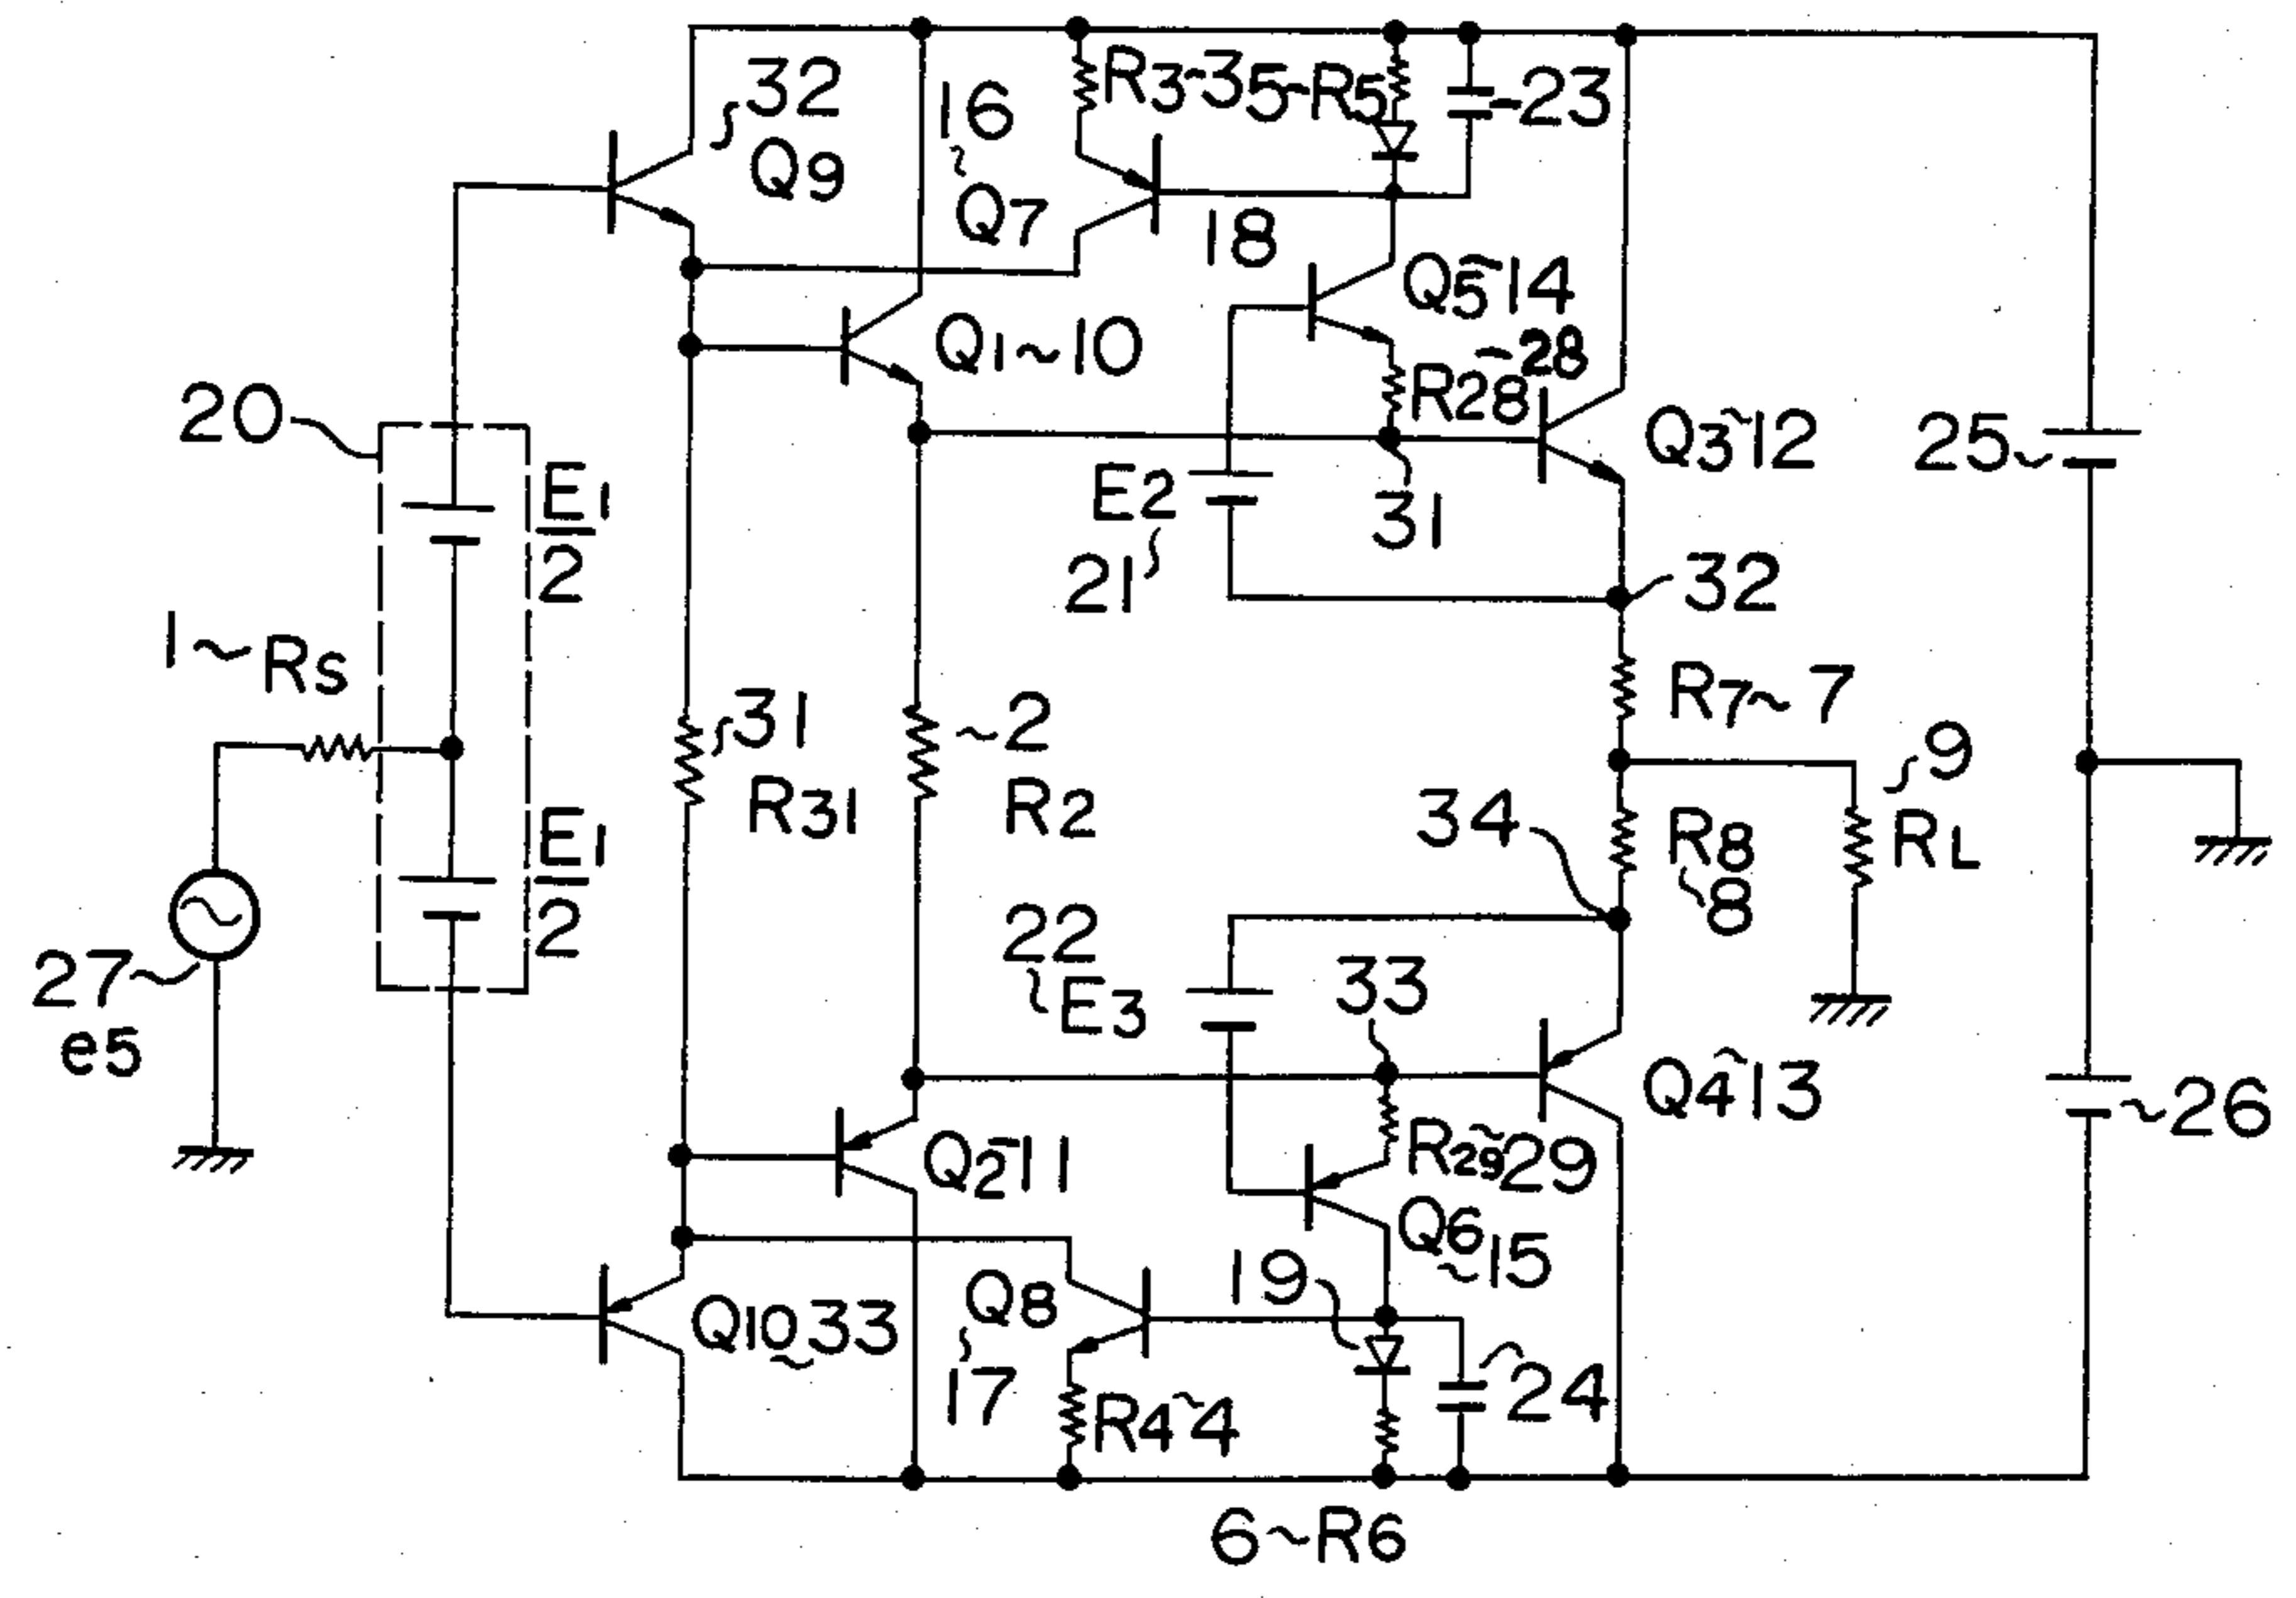 32
Q9
16
Q7
R3-35-R5
-23
18
Q5~14
R28-28
Q1~10
Q3~12
20
E1
2
E2
21
31
32
25~
1~Rs
31
R31
~2
R2
R7~7
9
RL
34
R8
8
E1
2
22
E3
33
27~
e5
Q4~13
~26
Q2-11
R29~29
Q6
~15
19
Q10~33
Q8
17
R4~4
24
6~R6